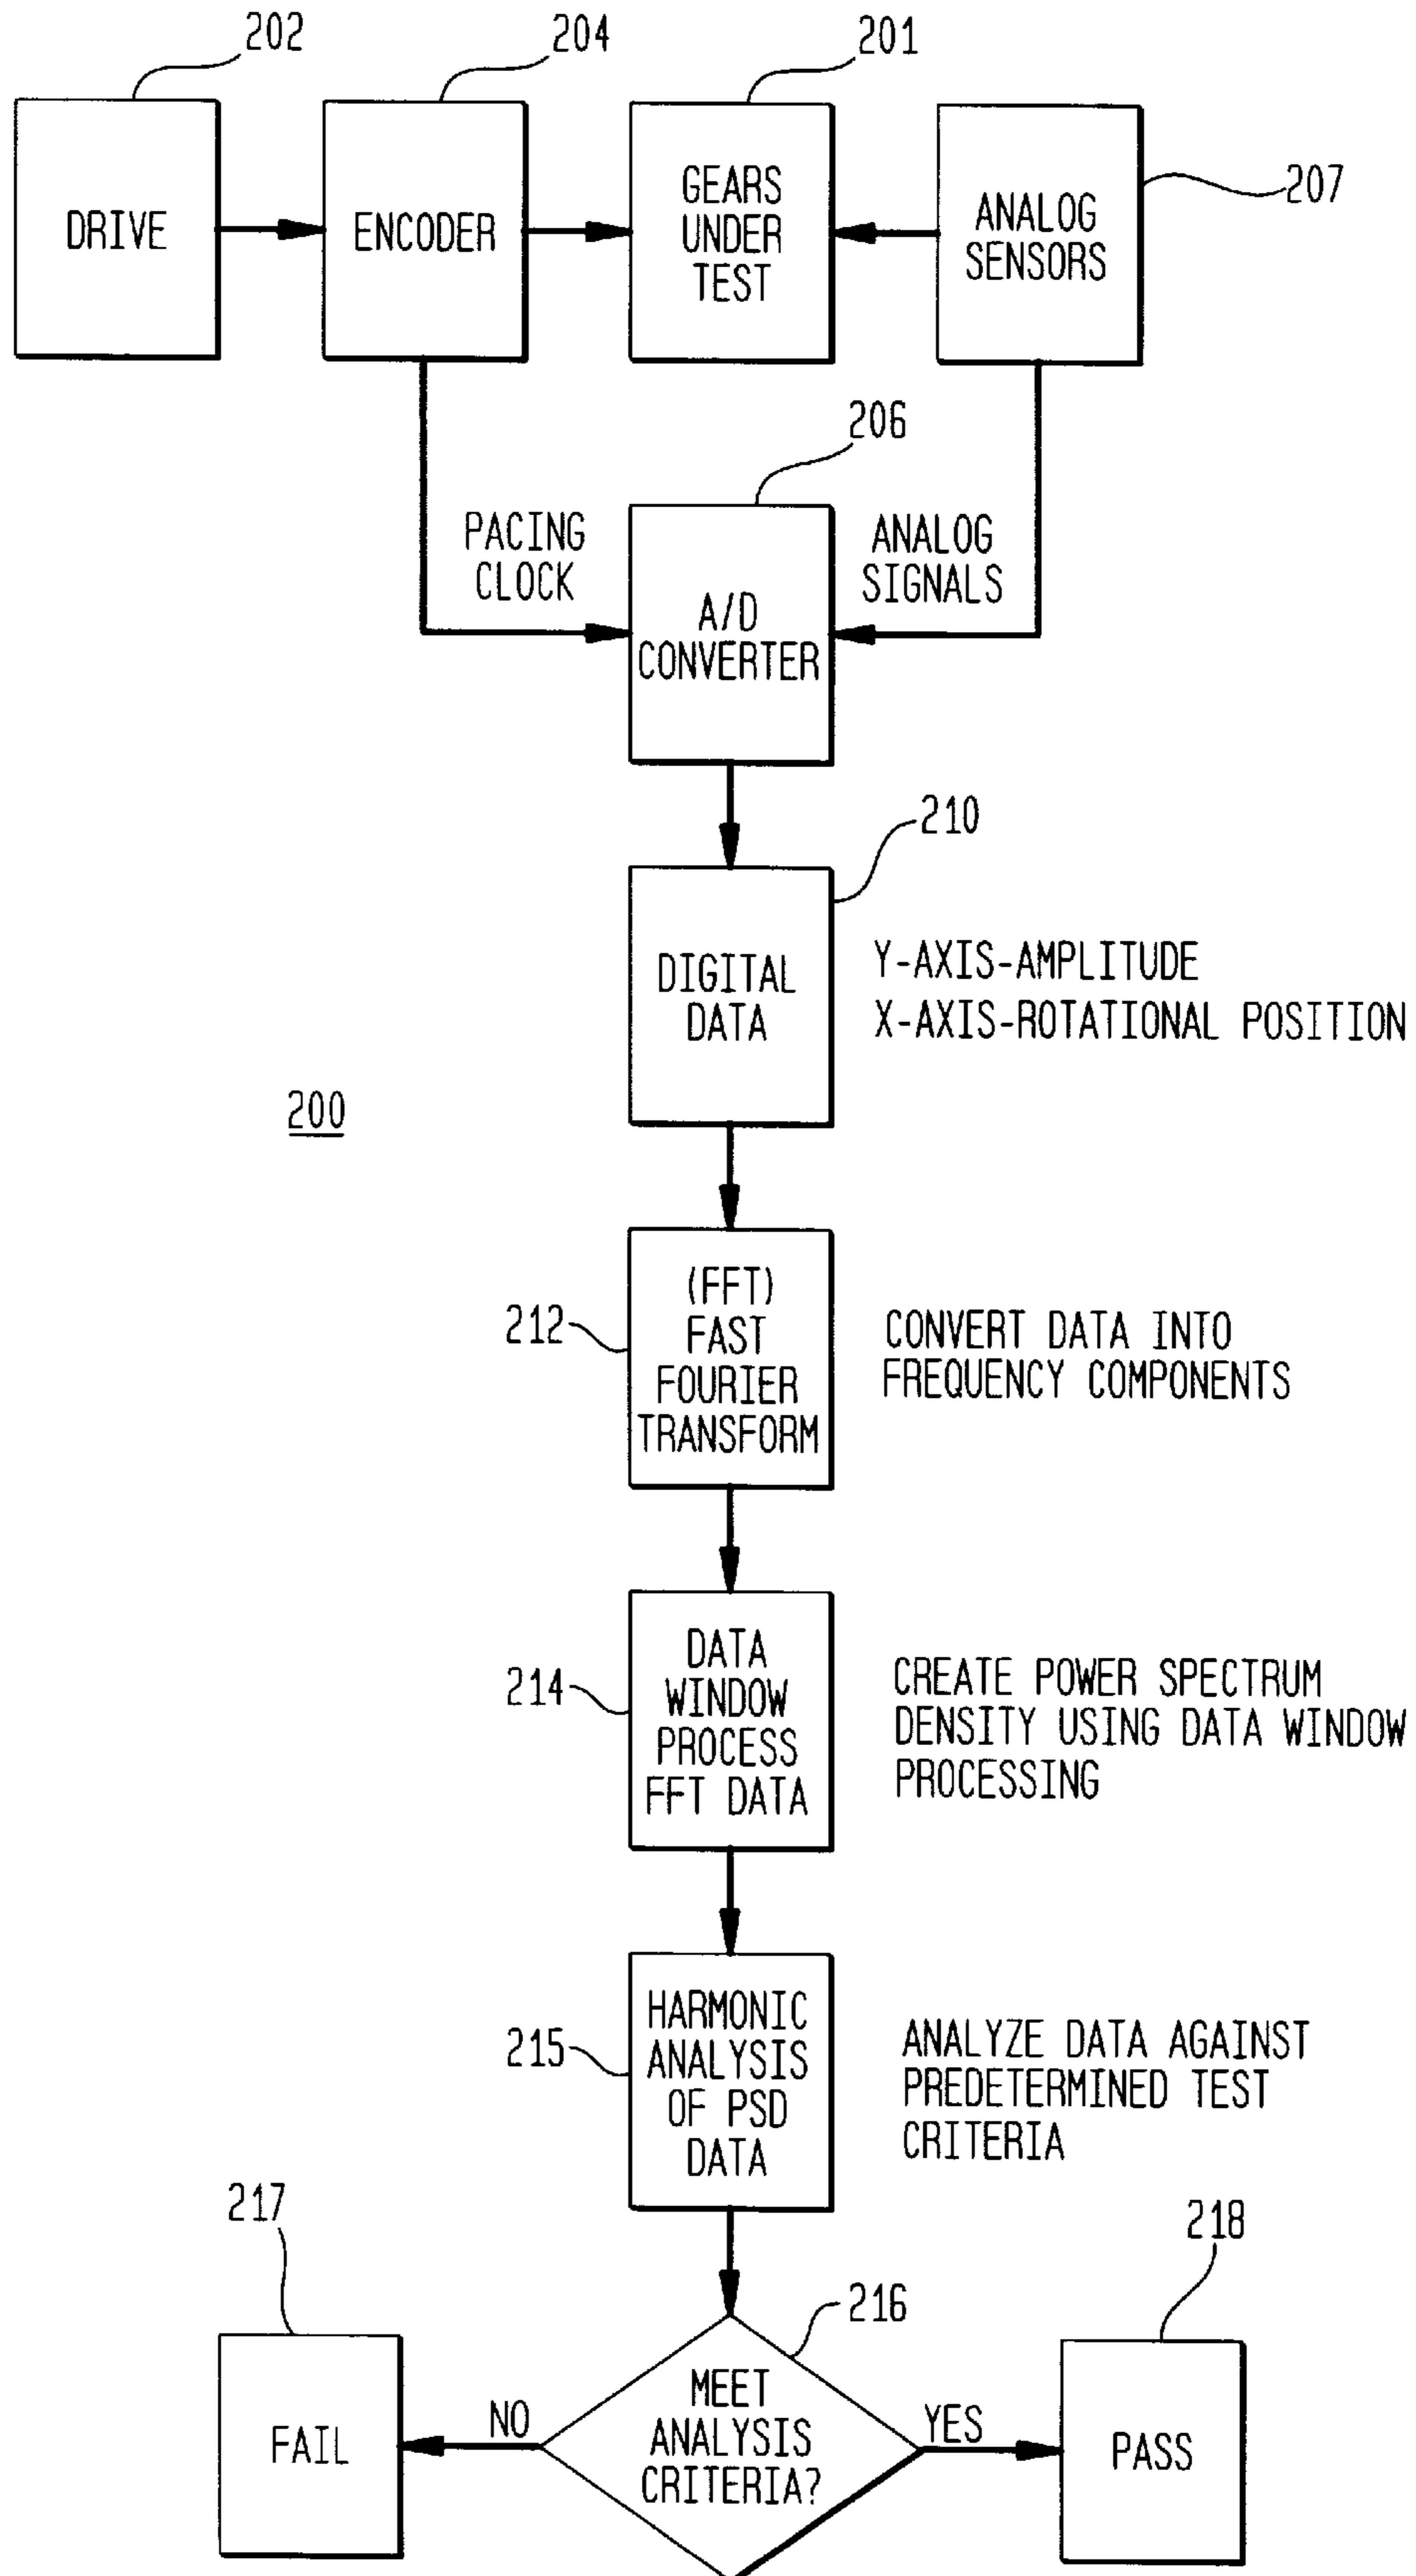 202
204
201
207
DRIVE
ENCODER
GEARS
UNDER
TEST
ANALOG
SENSORS
206
PACING
CLOCK
ANALOG
SIGNALS
A/D
CONVERTER
210
DIGITAL
DATA
Y-AXIS-AMPLITUDE
X-AXIS-ROTATIONAL POSITION
200
212
(FFT)
FAST
FOURIER
TRANSFORM
CONVERT DATA INTO
FREQUENCY COMPONENTS
214
DATA
WINDOW
PROCESS
FFT DATA
CREATE POWER SPECTRUM
DENSITY USING DATA WINDOW
PROCESSING
215
HARMONIC
ANALYSIS
OF PSD
DATA
ANALYZE DATA AGAINST
PREDETERMINED TEST
CRITERIA
217
218
216
FAIL
NO
MEET
ANALYSIS
CRITERIA?
YES
PASS